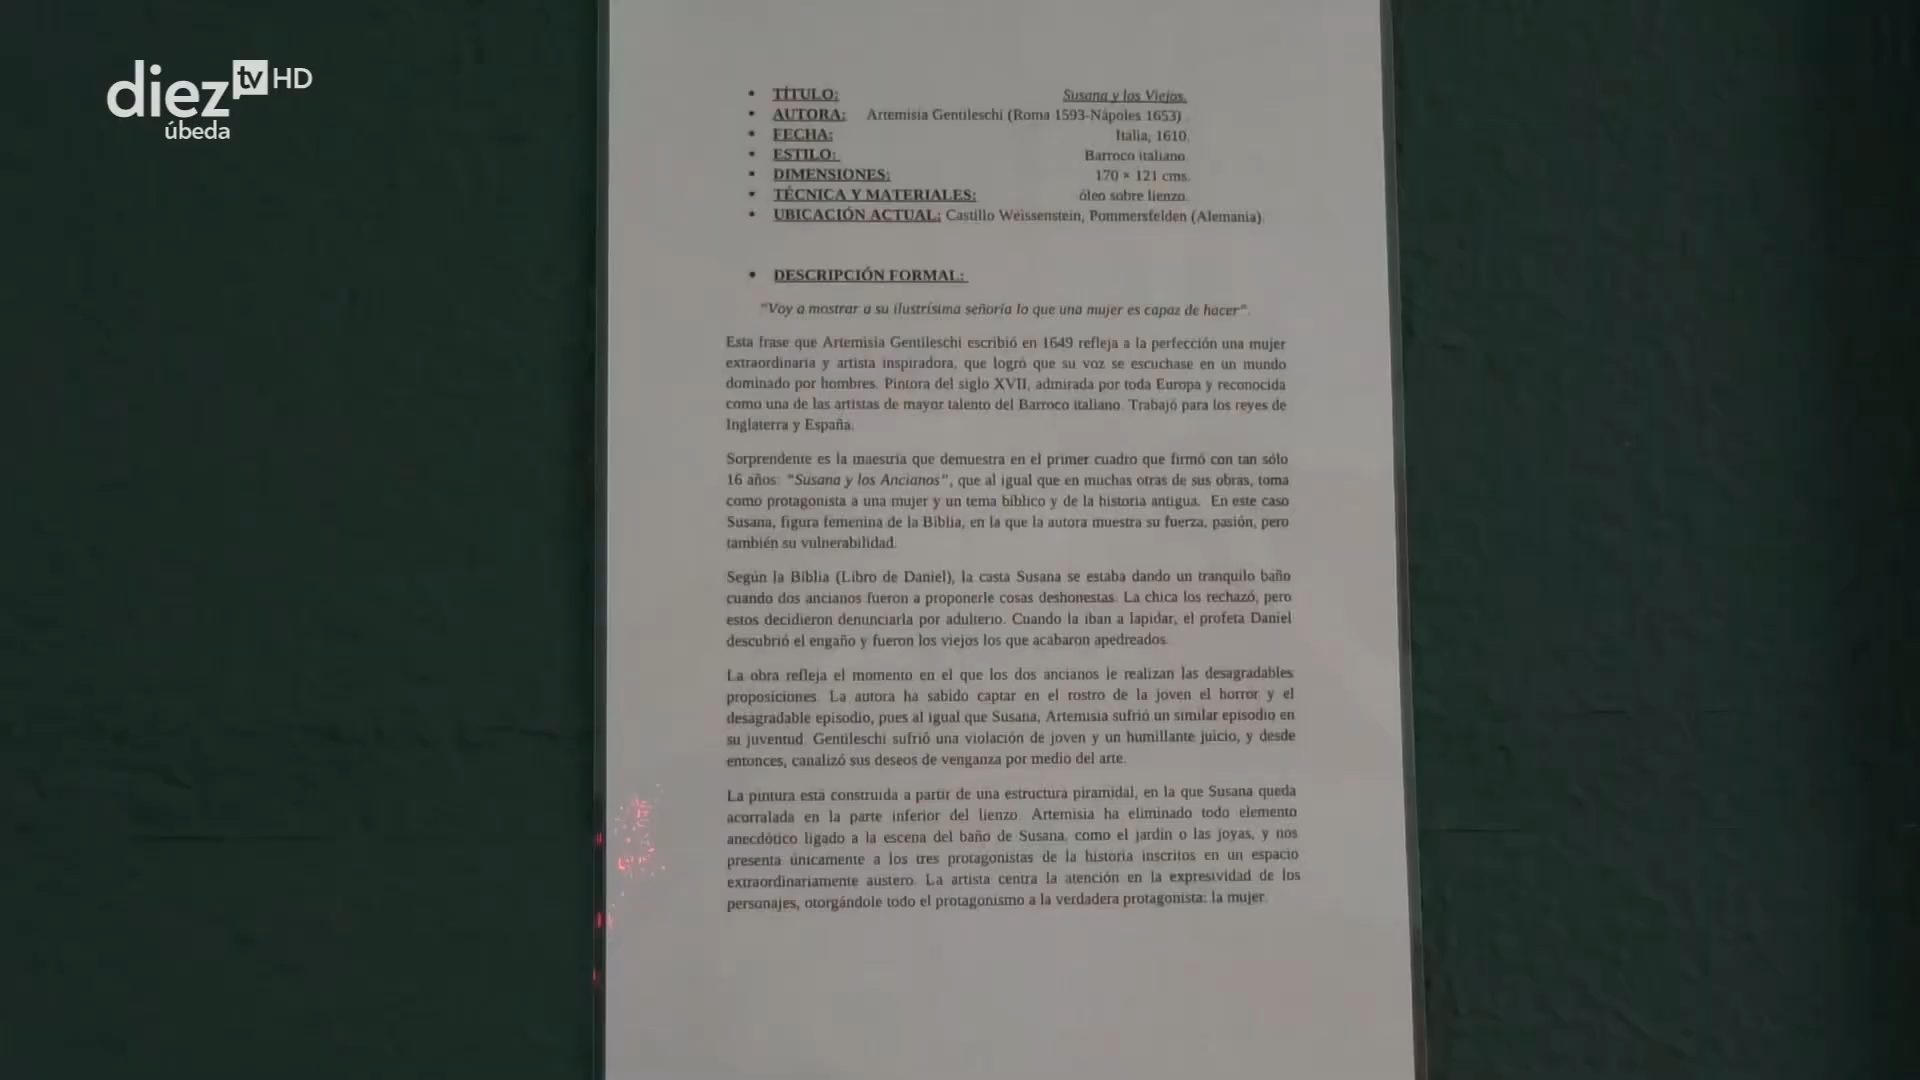 diez tv HD
úbeda
• TÍTULO: Susana y los Viejos.
• AUTORA: Artemisia Gentileschi (Roma 1593-Nápoles 1653)
• FECHA: Italia, 1610.
• ESTILO: Barroco italiano.
• DIMENSIONES: 170 × 121 cms.
• TÉCNICA Y MATERIALES: óleo sobre lienzo.
• UBICACIÓN ACTUAL: Castillo Weissenstein, Pommersfelden (Alemania).
• DESCRIPCIÓN FORMAL:
"Voy a mostrar a su ilustrísima señoría lo que una mujer es capaz de hacer".
Esta frase que Artemisia Gentileschi escribió en 1649 refleja a la perfección una mujer
extraordinaria y artista inspiradora, que logró que su voz se escuchase en un mundo
dominado por hombres. Pintora del siglo XVII, admirada por toda Europa y reconocida
como una de las artistas de mayor talento del Barroco italiano. Trabajó para los reyes de
Inglaterra y España.
Sorprendente es la maestría que demuestra en el primer cuadro que firmó con tan sólo
16 años: "Susana y los Ancianos", que al igual que en muchas otras de sus obras, toma
como protagonista a una mujer y un tema bíblico y de la historia antigua. En este caso
Susana, figura femenina de la Biblia, en la que la autora muestra su fuerza, pasión, pero
también su vulnerabilidad.
Según la Biblia (Libro de Daniel), la casta Susana se estaba dando un tranquilo baño
cuando dos ancianos fueron a proponerle cosas deshonestas. La chica los rechazó, pero
estos decidieron denunciarla por adulterio. Cuando la iban a lapidar, el profeta Daniel
descubrió el engaño y fueron los viejos los que acabaron apedreados.
La obra refleja el momento en el que los dos ancianos le realizan las desagradables
proposiciones. La autora ha sabido captar en el rostro de la joven el horror y el
desagradable episodio, pues al igual que Susana, Artemisia sufrió un similar episodio en
su juventud. Gentileschi sufrió una violación de joven y un humillante juicio, y desde
entonces, canalizó sus deseos de venganza por medio del arte.
La pintura está construida a partir de una estructura piramidal, en la que Susana queda
acorralada en la parte inferior del lienzo. Artemisia ha eliminado todo elemento
anecdótico ligado a la escena del baño de Susana, como el jardín o las joyas, y nos
presenta únicamente a los tres protagonistas de la historia inscritos en un espacio
extraordinariamente austero. La artista centra la atención en la expresividad de los
personajes, otorgándole todo el protagonismo a la verdadera protagonista: la mujer.